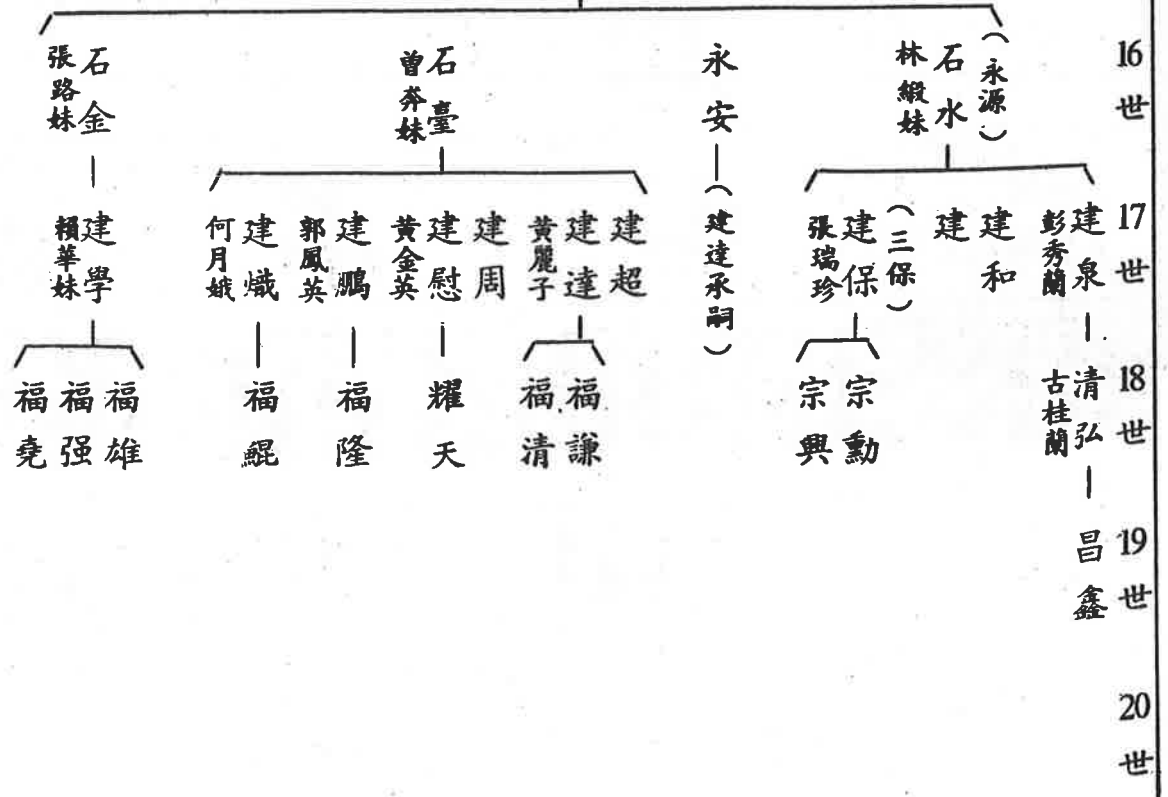 16世
(永源)
石水
林緞妹
永安
石臺
曾奔妹
石金
張路妹
17世
建泉
彭秀蘭
建和
建
(三保)
建保
張瑞珍
(建達承嗣)
建超
建達
黃麗子
建周
建慰
黃金英
建鵬
郭鳳英
建熾
何月娥
建學
賴華妹
18世
清弘
古桂蘭
宗勳
宗興
福謙
福清
耀天
福隆
福鯤
福雄
福强
福堯
19世
昌鑫
20世